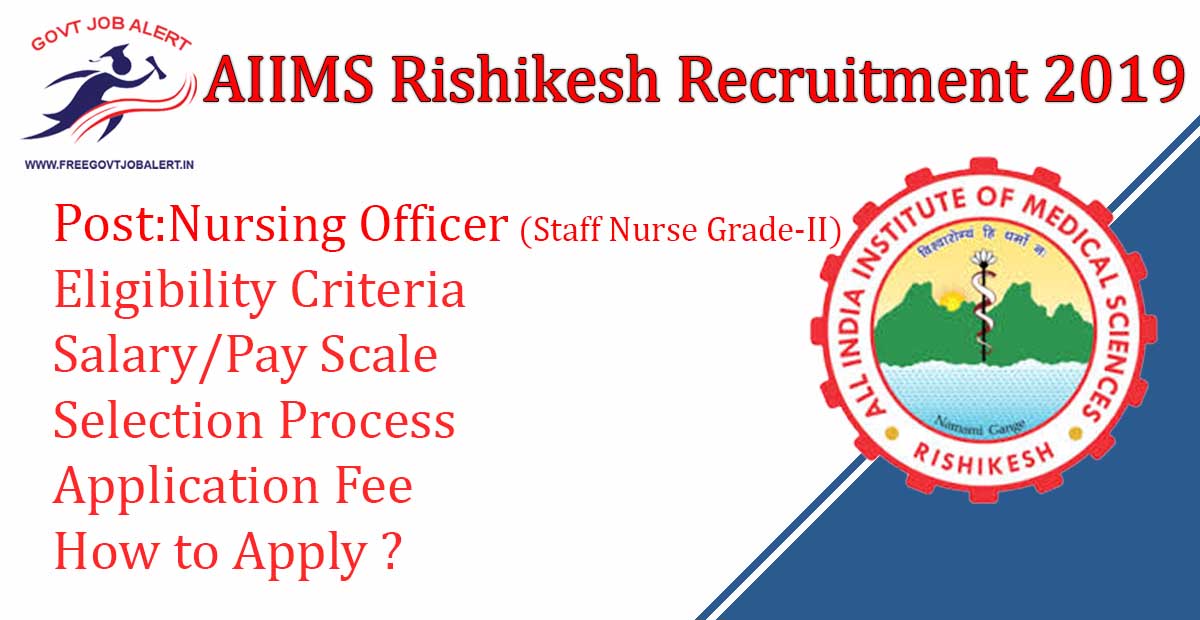 GOVT JOB ALERT
WWW.FREEGOVTJOBALERT.IN
AIIMS Rishikesh Recruitment 2019
Post:Nursing Officer (Staff Nurse Grade-II)
Eligibility Criteria
Salary/Pay Scale
Selection Process
Application Fee
How to Apply ?
ALL INDIA INSTITUTE OF MEDICAL SCIENCES
विश्वारोग्यं हि धर्मो नः
Namami Gange
RISHIKESH